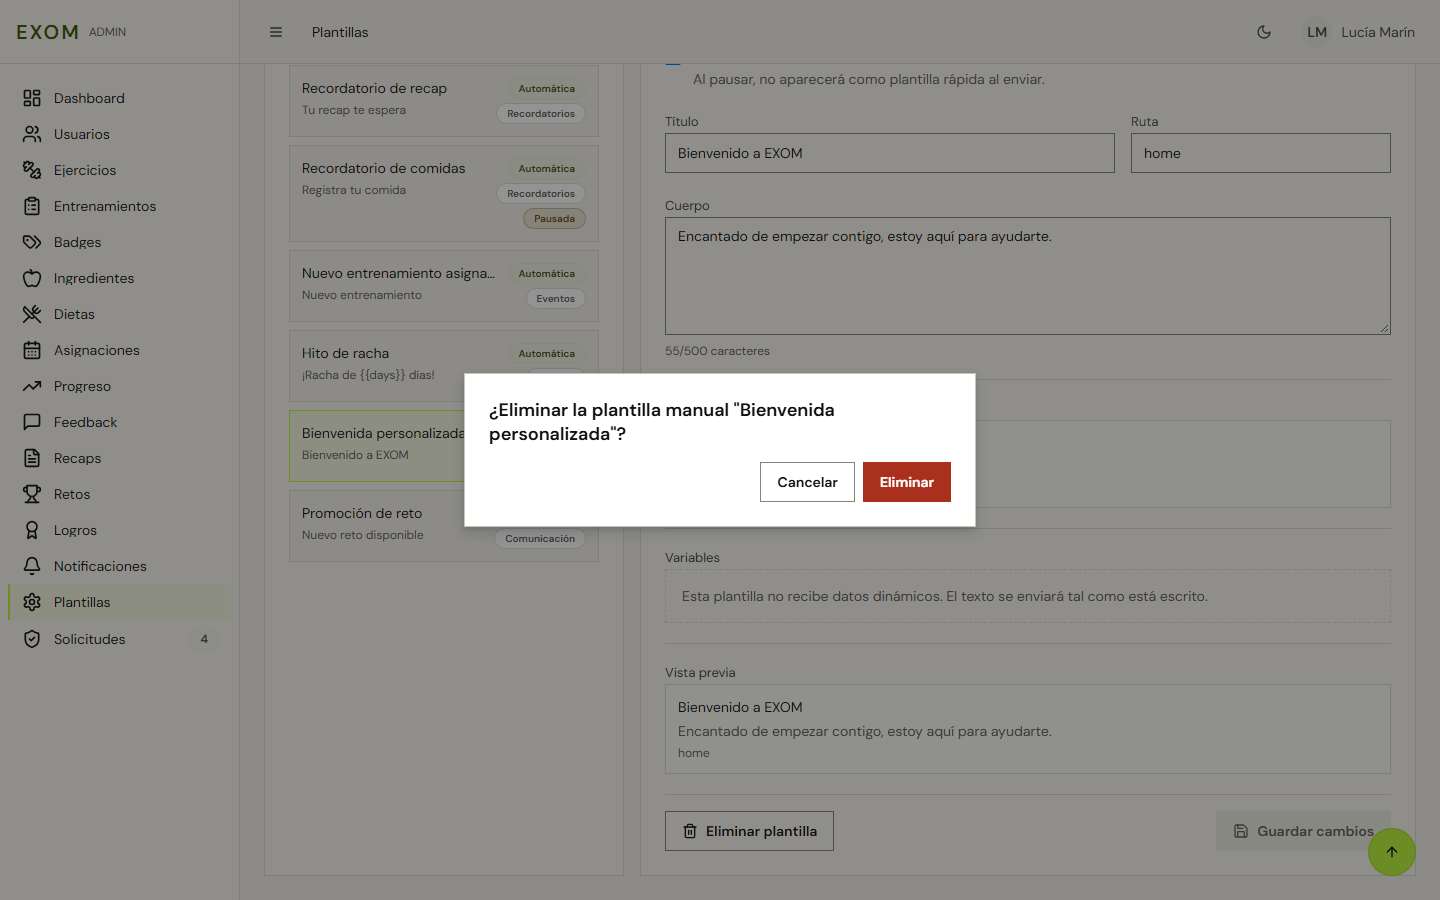 EXOM ADMIN
Plantillas
LM Lucía Marín
Dashboard
Usuarios
Ejercicios
Entrenamientos
Badges
Ingredientes
Dietas
Asignaciones
Progreso
Feedback
Recaps
Retos
Logros
Notificaciones
Plantillas
Solicitudes 4
Recordatorio de recap Automática
Tu recap te espera Recordatorios
Recordatorio de comidas Automática
Registra tu comida Recordatorios
Pausada
Nuevo entrenamiento asigna... Automática
Nuevo entrenamiento Eventos
Hito de racha Automática
¡Racha de {{days}} días!
Bienvenida personalizada
Bienvenido a EXOM
Promoción de reto
Nuevo reto disponible Comunicación
Al pausar, no aparecerá como plantilla rápida al enviar.
Título Ruta
Bienvenido a EXOM home
Cuerpo
Encantado de empezar contigo, estoy aquí para ayudarte.
55/500 caracteres
¿Eliminar la plantilla manual "Bienvenida
personalizada"?
Cancelar Eliminar
Variables
Esta plantilla no recibe datos dinámicos. El texto se enviará tal como está escrito.
Vista previa
Bienvenido a EXOM
Encantado de empezar contigo, estoy aquí para ayudarte.
home
Eliminar plantilla Guardar cambios